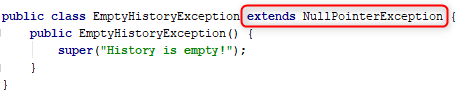 public class EmptyHistoryException extends NullPointerException {
    public EmptyHistoryException() {
        super("History is empty!");
    }
}